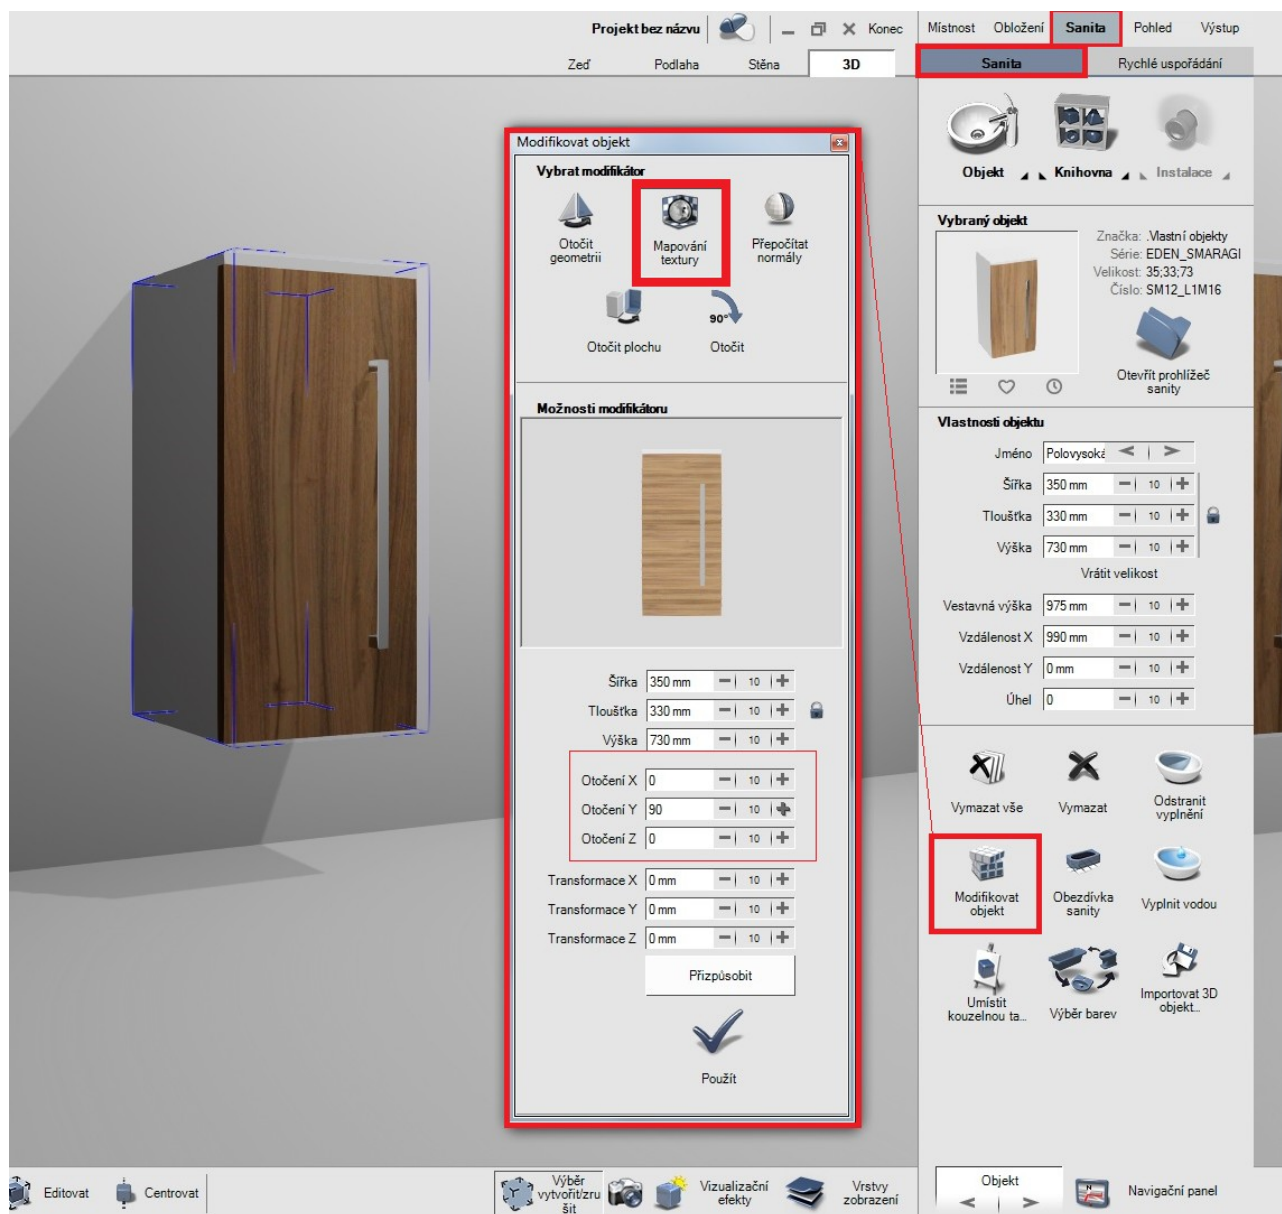 Projekt bez názvu
Konec
Místnost Obložení Sanita Pohled Výstup
Zeď Podlaha Stěna 3D
Sanita Rychlé uspořádání
Objekt Knihovna Instalace
Modifikovat objekt
Vybrat modifikátor
Otočit geometrii
Mapování textury
Přepočítat normály
90°
Otočit plochu
Otočit
Možnosti modifikátoru
Šířka 350 mm 10
Tloušťka 330 mm 10
Výška 730 mm 10
Otočení X 0 10
Otočení Y 90 10
Otočení Z 0 10
Transformace X 0 mm 10
Transformace Y 0 mm 10
Transformace Z 0 mm 10
Přizpůsobit
Použít
Vybraný objekt
Značka: .Vlastní objekty
Série: EDEN_SMARAGI
Velikost: 35;33;73
Číslo: SM12_L1M16
Otevřít prohlížeč
sanity
Vlastnosti objektu
Jméno Polovysoká
Šířka 350 mm 10
Tloušťka 330 mm 10
Výška 730 mm 10
Vrátit velikost
Vestavná výška 975 mm 10
Vzdálenost X 990 mm 10
Vzdálenost Y 0 mm 10
Úhel 0 10
Vymazat vše
Vymazat
Odstranit
vyplnění
Modifikovat
objekt
Obezdívka
sanity
Vyplnit vodou
Umístit
kouzelnou ta...
Výběr barev
Importovat 3D
objekt...
Editovat
Centrovat
Výběr
vytvořit/zru
šit
Vizualizační
efekty
Vrstvy
zobrazení
Objekt
N
Navigační panel